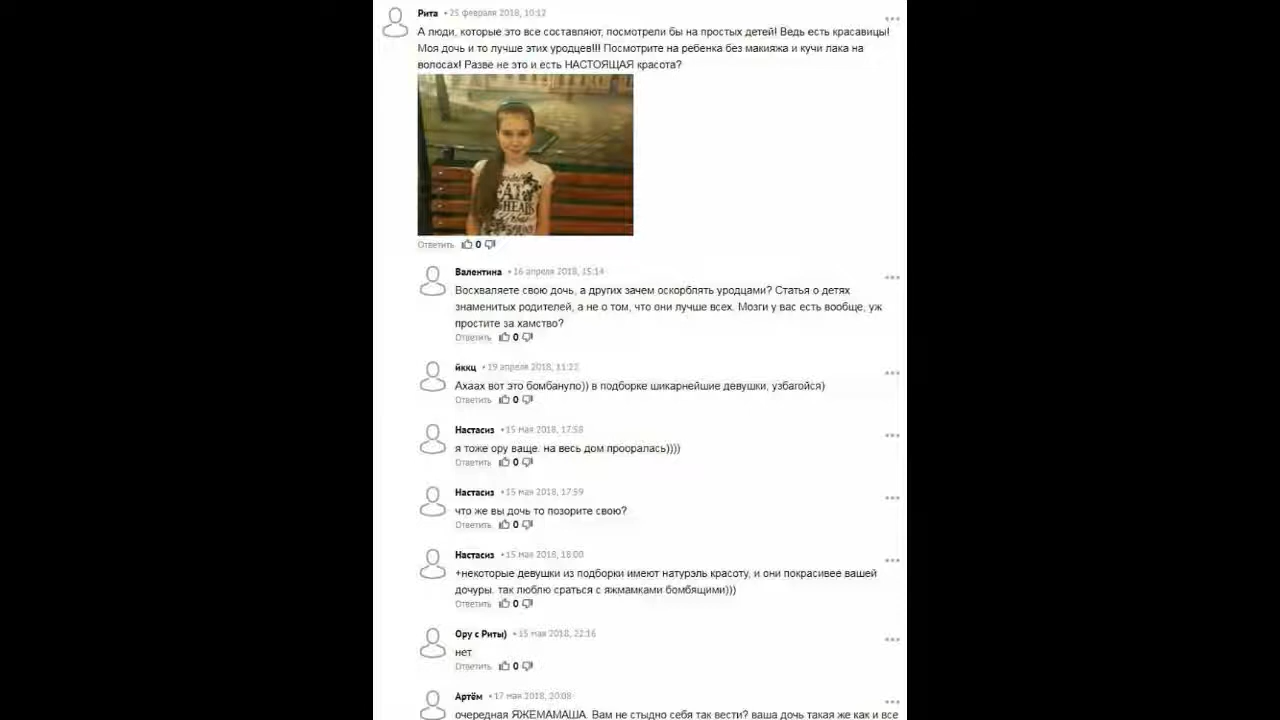 Рита • 25 февраля 2018, 10:12
А люди, которые это все составляют, посмотрели бы на простых детей! Ведь есть красавицы!
Моя дочь и то лучше этих уродцев!!! Посмотрите на ребенка без макияжа и кучи лака на
волосах! Разве не это и есть НАСТОЯЩАЯ красота?
CAT
HEADS
Ответить 0
Валентина • 16 апреля 2018, 15:14
Восхваляете свою дочь, а других зачем оскорблять уродцами? Статья о детях
знаменитых родителей, а не о том, что они лучше всех. Мозги у вас есть вообще, уж
простите за хамство?
Ответить 0
йккц • 19 апреля 2018, 11:22
Ахаах вот это бомбануло)) в подборке шикарнейшие девушки, узбагойся)
Ответить 0
Настасиз • 15 мая 2018, 17:58
я тоже ору ваще. на весь дом прооралась))))
Ответить 0
Настасиз • 15 мая 2018, 17:59
что же вы дочь то позорите свою?
Ответить 0
Настасиз • 15 мая 2018, 18:00
+некоторые девушки из подборки имеют натурэль красоту, и они покрасивее вашей
дочуры. так люблю сраться с яжмамками бомбящими)))
Ответить 0
Ору с Риты) • 15 мая 2018, 22:16
нет
Ответить 0
Артём • 17 мая 2018, 20:08
очередная ЯЖЕМАМАША. Вам не стыдно себя так вести? ваша дочь такая же как и все